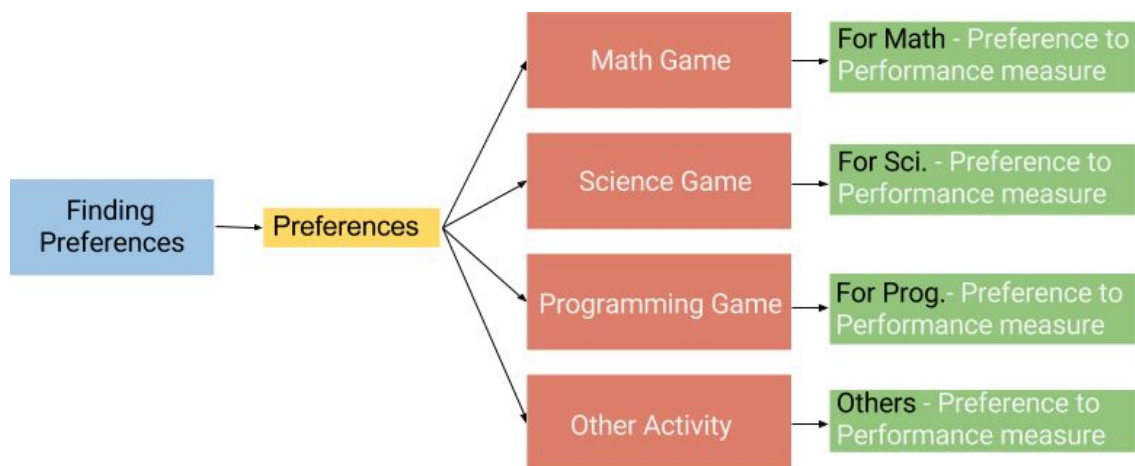 Finding
Preferences
Preferences
Math Game
Science Game
Programming Game
Other Activity
For Math - Preference to
Performance measure
For Sci. - Preference to
Performance measure
For Prog.- Preference to
Performance measure
Others - Preference to
Performance measure